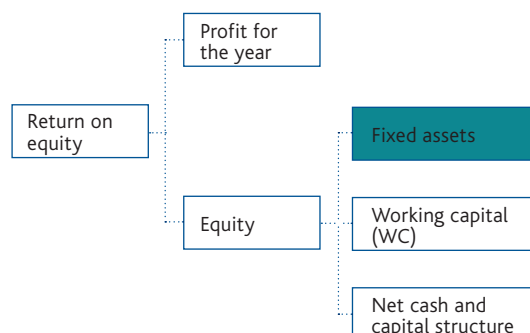 Profit for
the year
Return on
equity
Fixed assets
Equity
Working capital
(WC)
Net cash and
capital structure